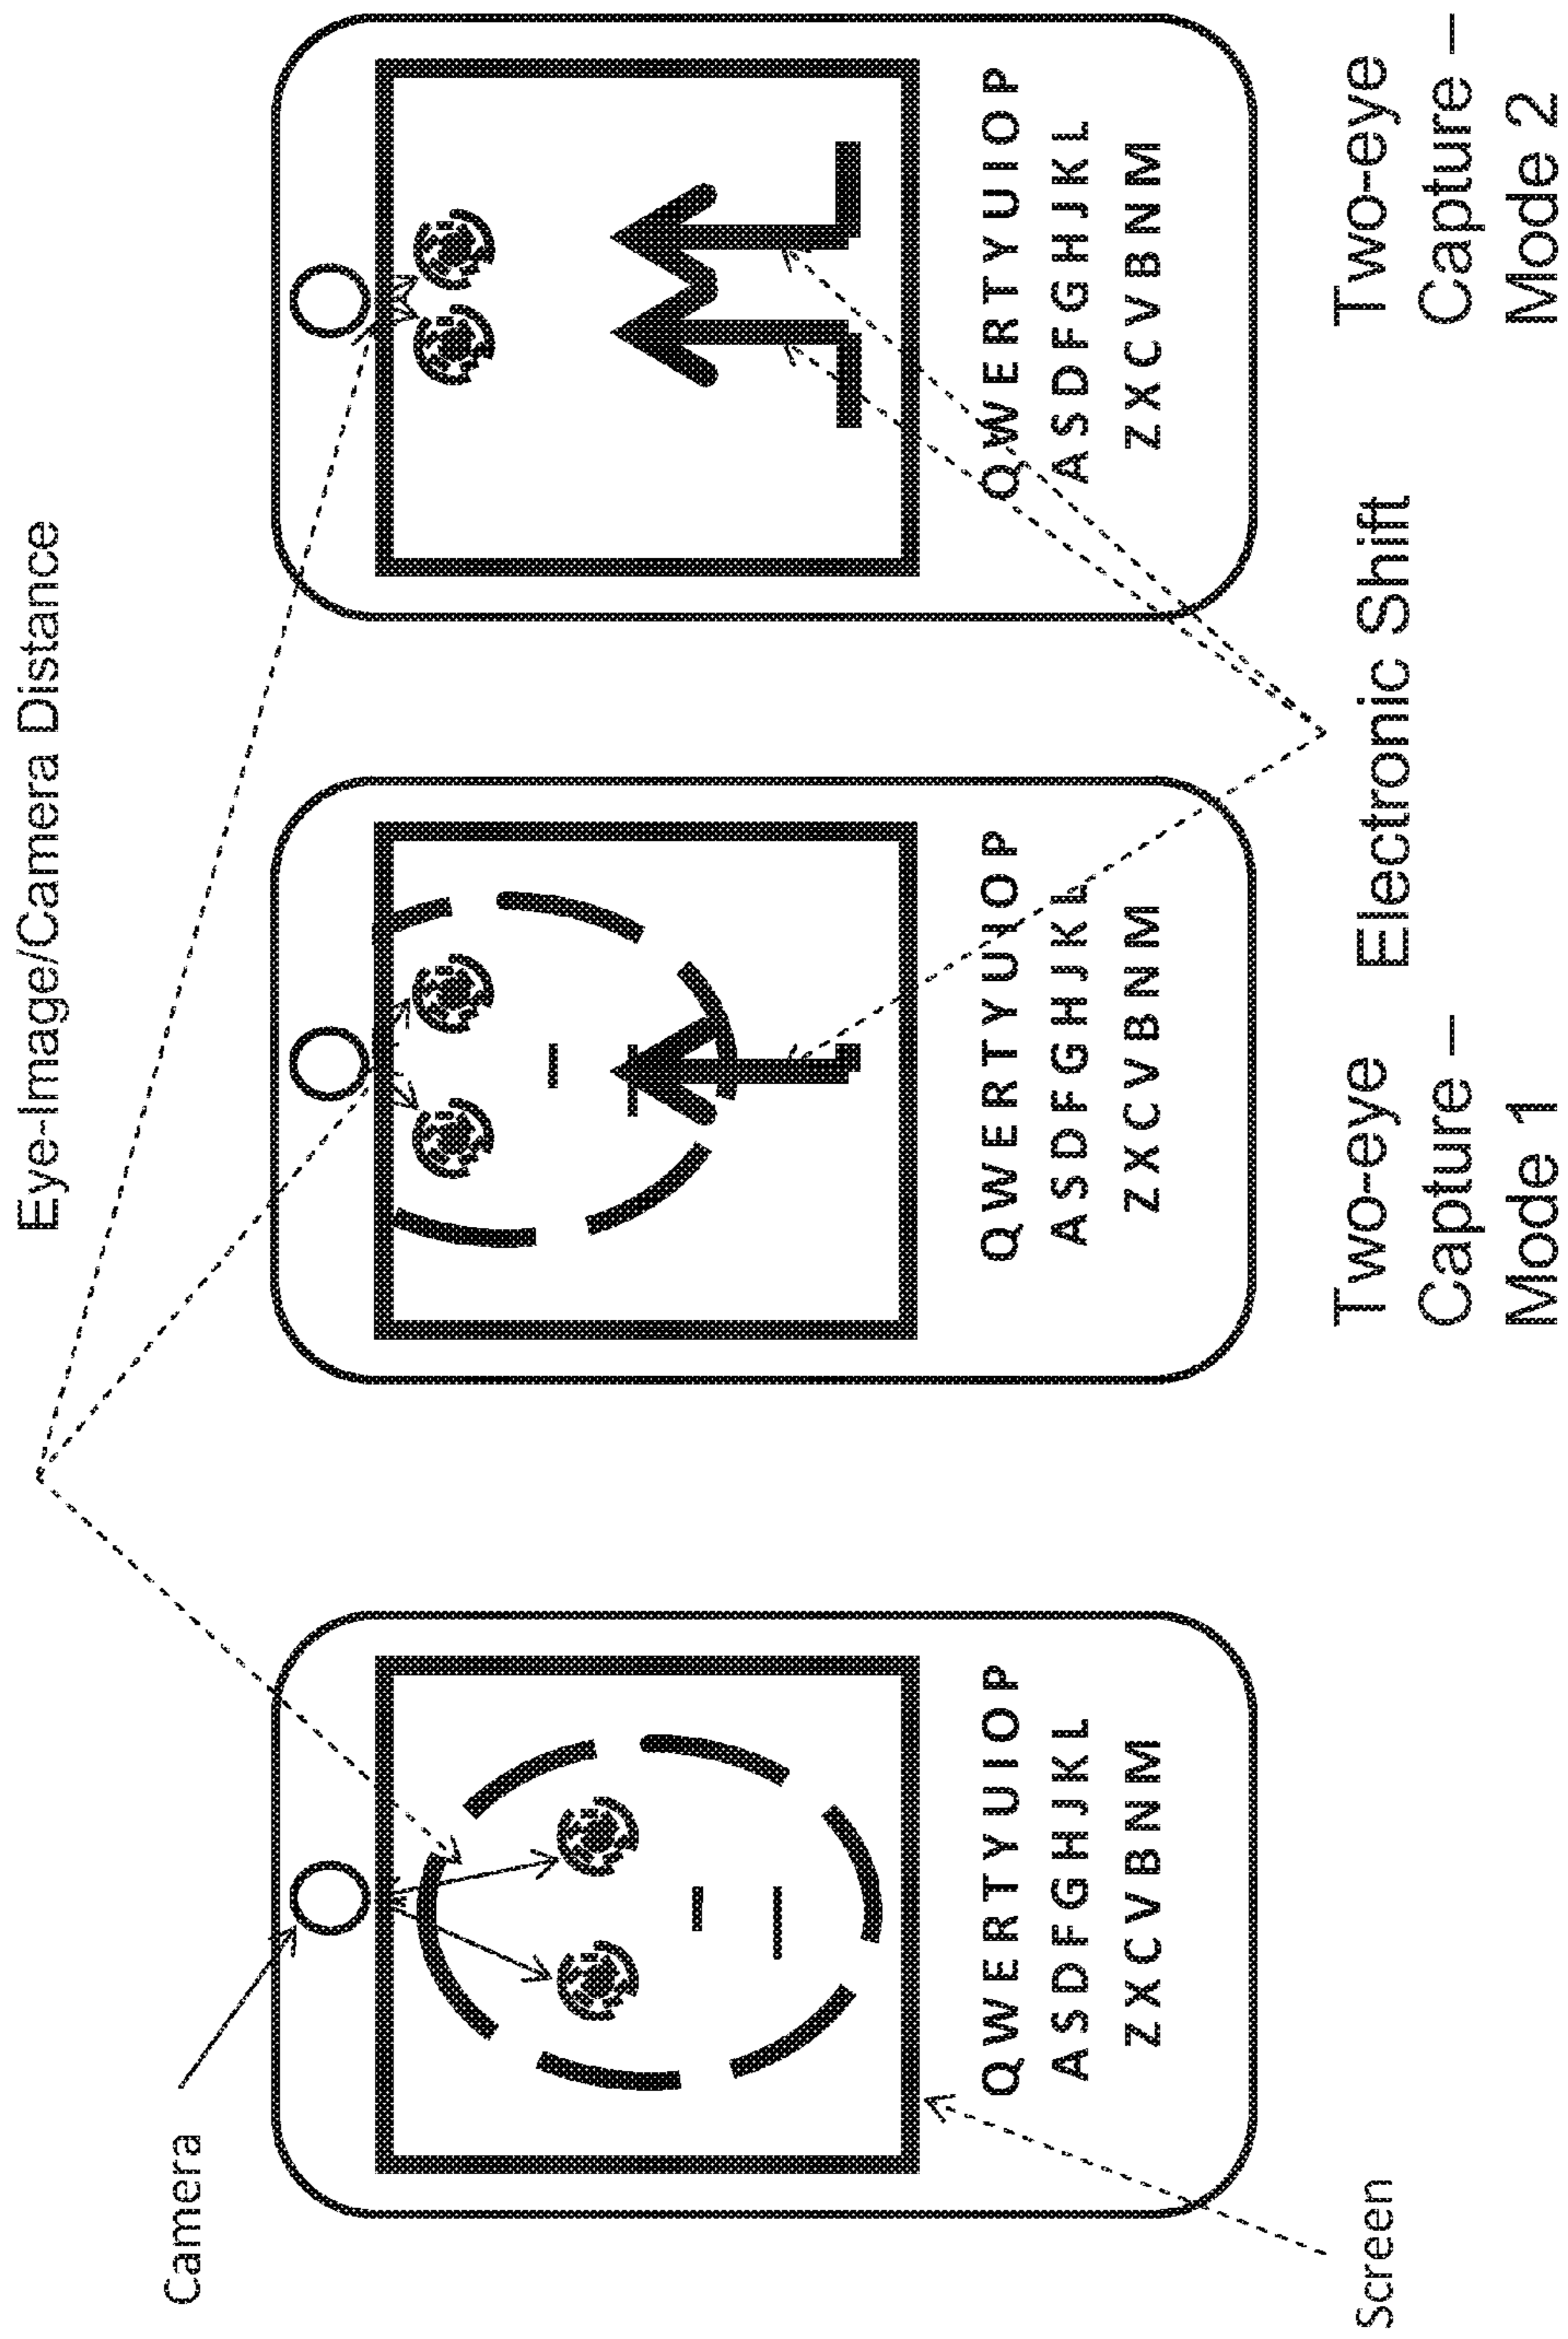 Eye-Image/Camera Distance
Camera
QWERTYUIOP
ASDFGHJKL
ZXCVBNM
QWERTYUIOP
ASDFGHJKL
ZXCVBNM
QWERTYUIOP
ASDFGHJKL
ZXCVBNM
Screen
Electronic Shift
Two-eye
Capture –
Mode 1
Two-eye
Capture –
Mode 2